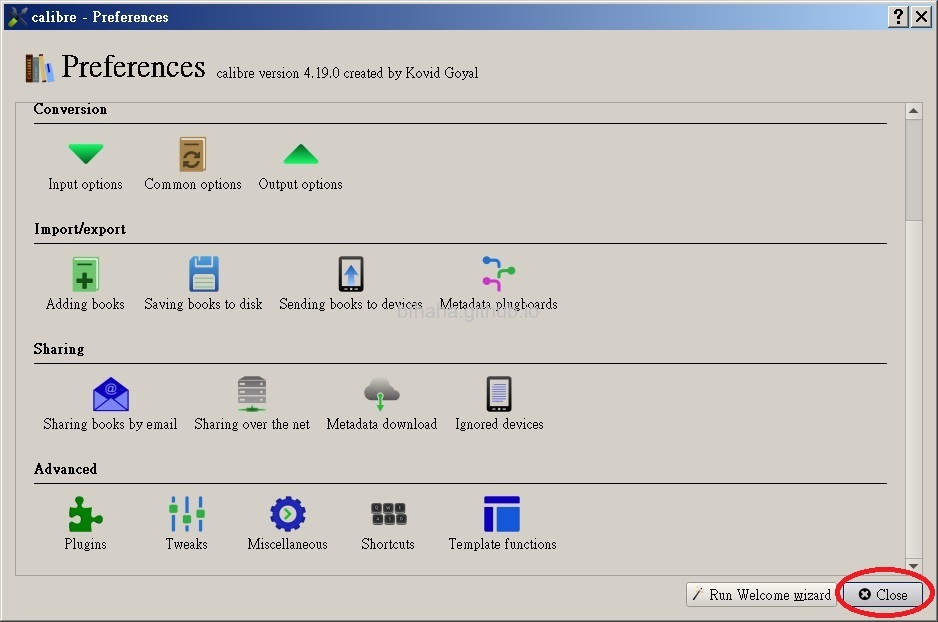 calibre - Preferences
Preferences calibre version 4.19.0 created by Kovid Goyal
Conversion
Input options Common options Output options
Import/export
Adding books Saving books to disk Sending books to devices Metadata plugboards
binaha.github.io
Sharing
Sharing books by email Sharing over the net Metadata download Ignored devices
Advanced
Plugins Tweaks Miscellaneous Shortcuts Template functions
Run Welcome wizard Close